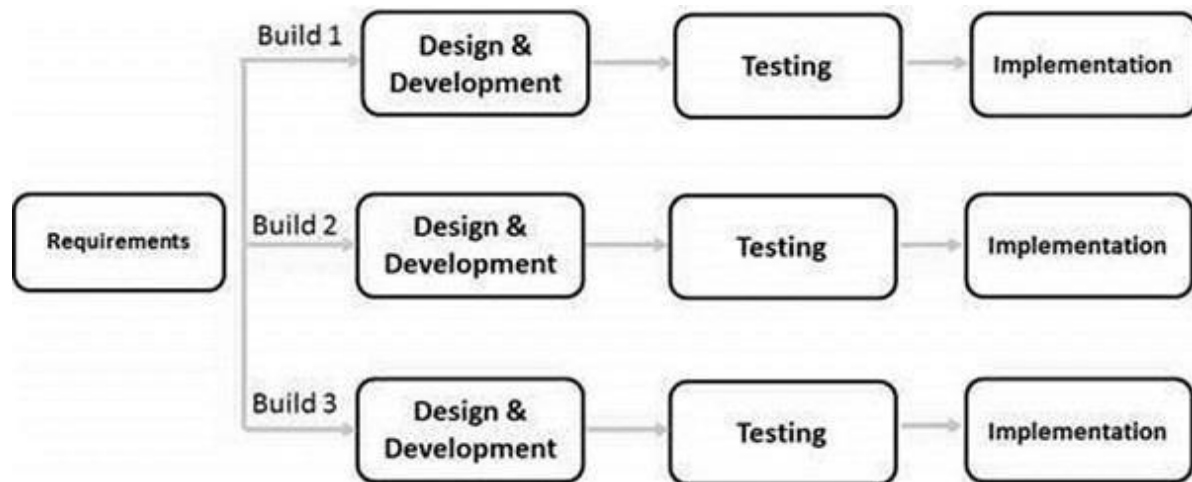 Build 1
Design &
Development
Testing
Implementation
Requirements
Build 2
Design &
Development
Testing
Implementation
Build 3
Design &
Development
Testing
Implementation